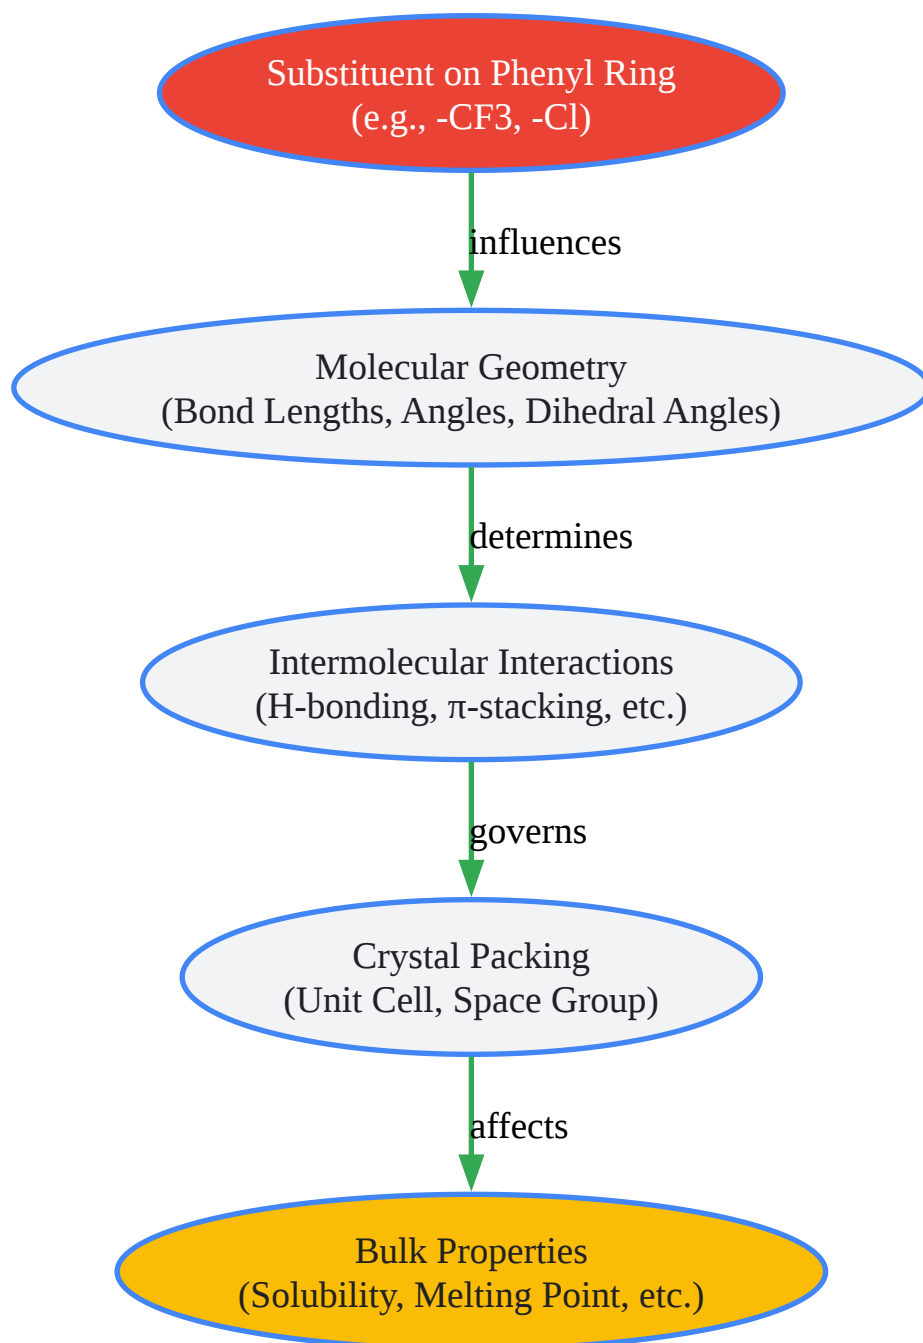 Substituent on Phenyl Ring
(e.g., -CF3, -Cl)
influences
Molecular Geometry
(Bond Lengths, Angles, Dihedral Angles)
determines
Intermolecular Interactions
(H-bonding, π-stacking, etc.)
governs
Crystal Packing
(Unit Cell, Space Group)
affects
Bulk Properties
(Solubility, Melting Point, etc.)